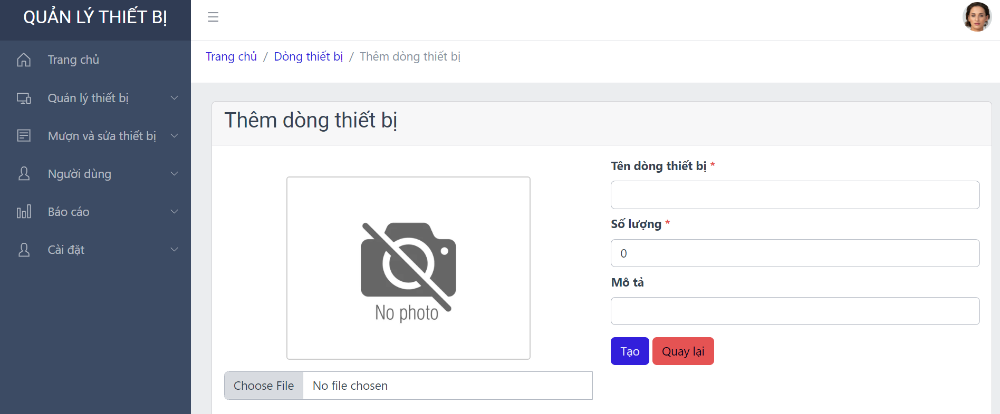 QUẢN LÝ THIẾT BỊ
Trang chủ
Quản lý thiết bị
Mượn và sửa thiết bị
Người dùng
Báo cáo
Cài đặt
Trang chủ / Dòng thiết bị / Thêm dòng thiết bị
Thêm dòng thiết bị
No photo
Choose File No file chosen
Tên dòng thiết bị *
Số lượng *
0
Mô tả
Tạo Quay lại